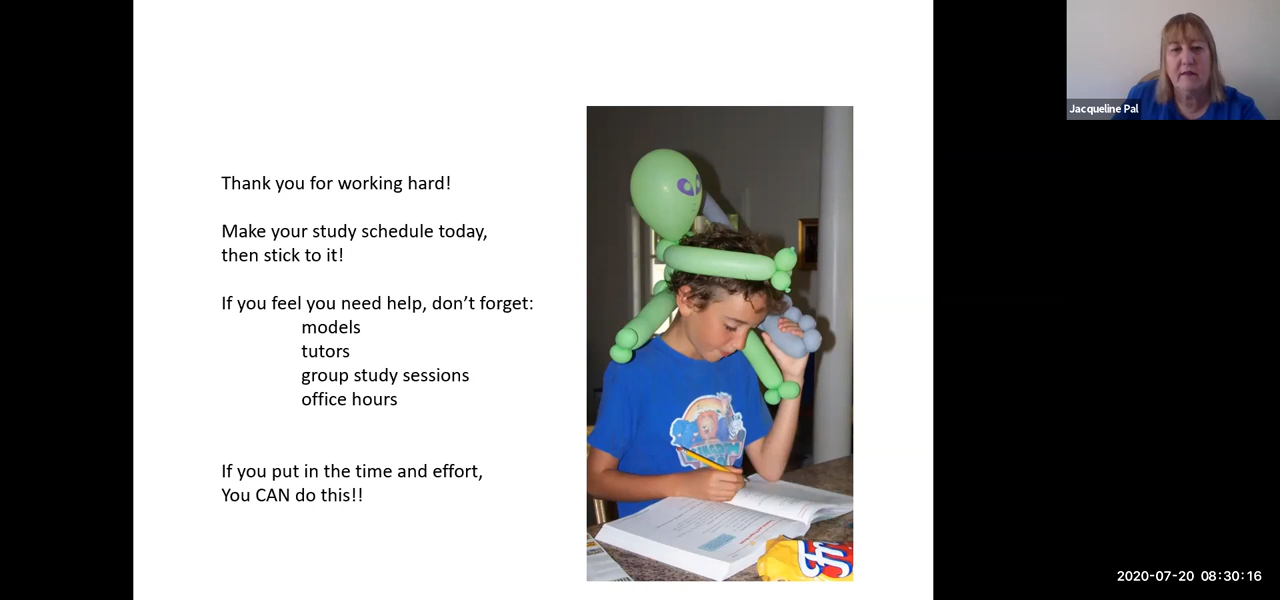 Thank you for working hard!
Make your study schedule today,
then stick to it!
If you feel you need help, don’t forget:
models
tutors
group study sessions
office hours
If you put in the time and effort,
You CAN do this!!
Jacqueline Pal
2020-07-20 08:30:16